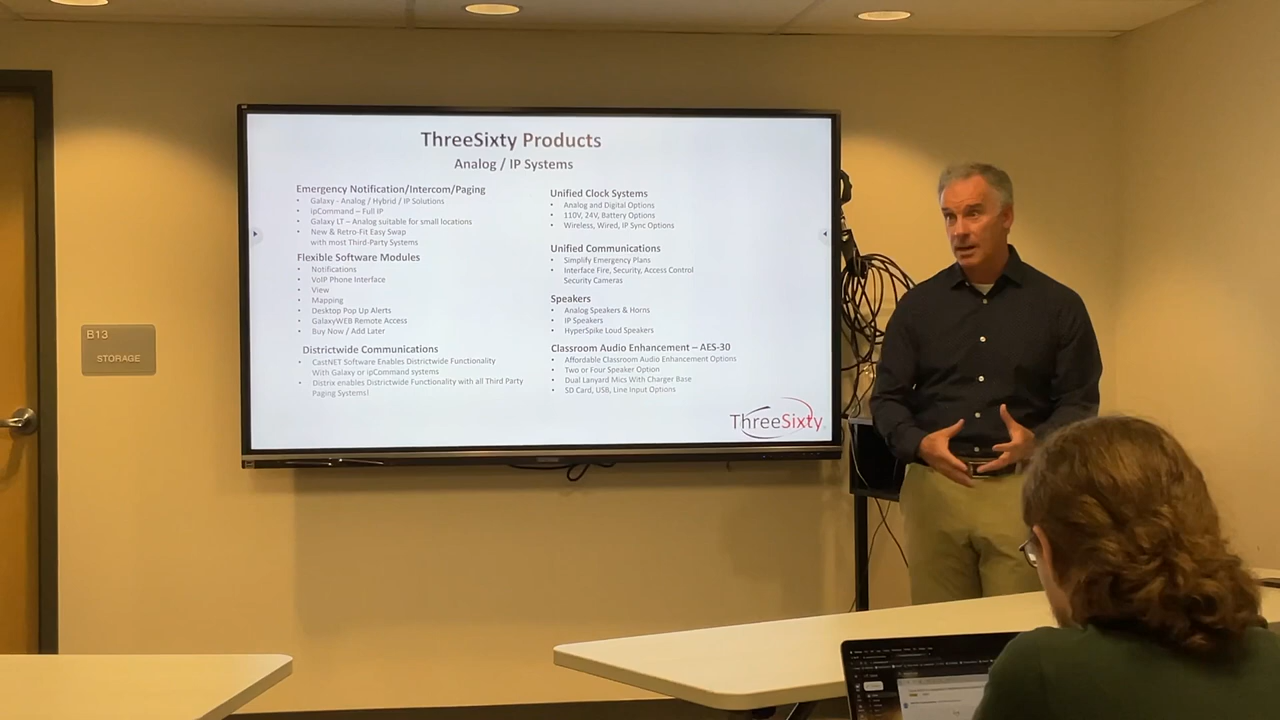 ThreeSixty Products
Analog / IP Systems
Emergency Notification/Intercom/Paging
• Galaxy - Analog / Hybrid / IP Solutions
• ipCommand – Full IP
• Galaxy LT – Analog suitable for small locations
• New & Retro-Fit Easy Swap
with most Third-Party Systems
Flexible Software Modules
• Notifications
• VoIP Phone Interface
• View
• Mapping
• Desktop Pop Up Alerts
• GalaxyWEB Remote Access
• Buy Now / Add Later
Districtwide Communications
• CastNET Software Enables Districtwide Functionality
With Galaxy or ipCommand systems
• Distrix enables Districtwide Functionality with all Third Party
Paging Systems!
Unified Clock Systems
• Analog and Digital Options
• 110V, 24V, Battery Options
• Wireless, Wired, IP Sync Options
Unified Communications
• Simplify Emergency Plans
• Interface Fire, Security, Access Control
Security Cameras
Speakers
• Analog Speakers & Horns
• IP Speakers
• HyperSpike Loud Speakers
Classroom Audio Enhancement – AES-30
• Affordable Classroom Audio Enhancement Options
• Two or Four Speaker Option
• Dual Lanyard Mics With Charger Base
• SD Card, USB, Line Input Options
ThreeSixty
B13
STORAGE